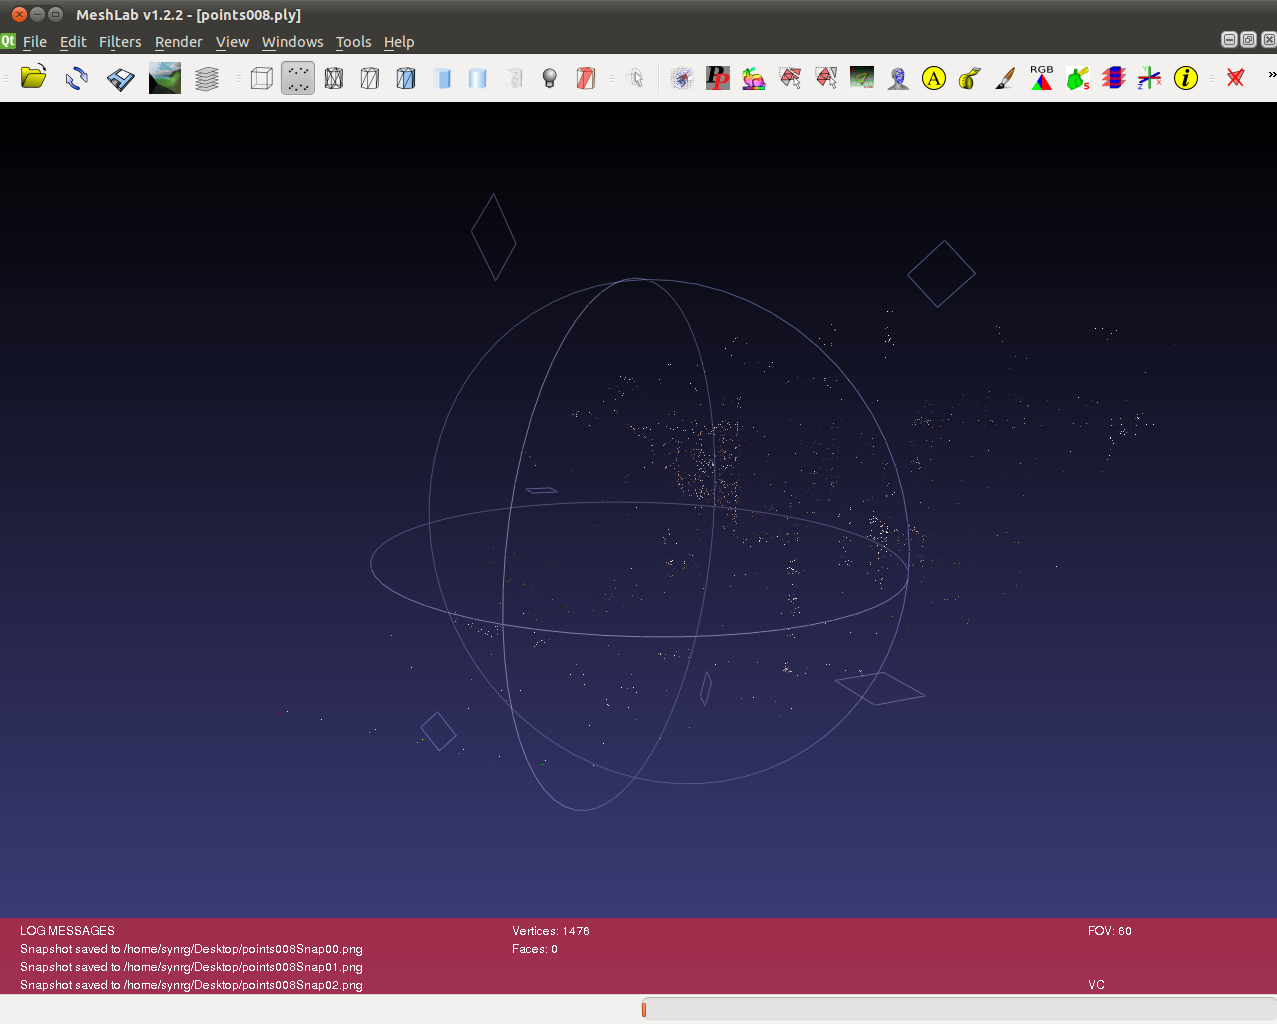 MeshLab v1.2.2 - [points008.ply]
Qt File Edit Filters Render View Windows Tools Help
PP A RGB S Y Z X i »
LOG MESSAGES Vertices: 1476 FOV: 60
Snapshot saved to /home/synrg/Desktop/points008Snap00.png Faces: 0
Snapshot saved to /home/synrg/Desktop/points008Snap01.png
Snapshot saved to /home/synrg/Desktop/points008Snap02.png VC